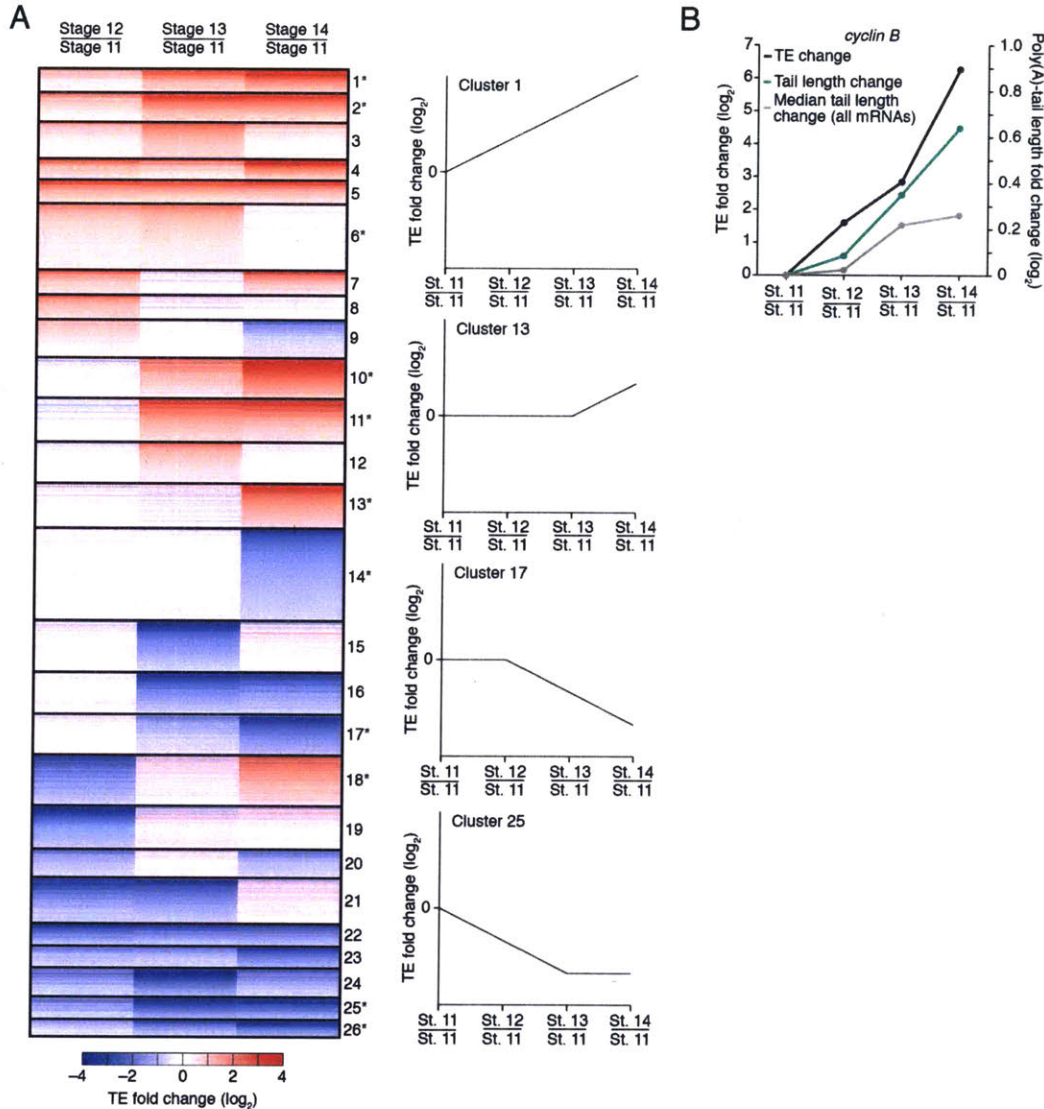 A
Stage 12
Stage 11
Stage 13
Stage 11
Stage 14
Stage 11
1*
2*
3
4
5
6*
7
8
9
10*
11*
12
13*
14*
15
16
17*
18*
19
20
21
22
23
24
25*
26*
−4
−2
0
2
4
TE fold change (log2)
Cluster 1
TE fold change (log2)
0
St. 11
St. 11
St. 12
St. 11
St. 13
St. 11
St. 14
St. 11
Cluster 13
TE fold change (log2)
0
St. 11
St. 11
St. 12
St. 11
St. 13
St. 11
St. 14
St. 11
Cluster 17
TE fold change (log2)
0
St. 11
St. 11
St. 12
St. 11
St. 13
St. 11
St. 14
St. 11
Cluster 25
TE fold change (log2)
0
St. 11
St. 11
St. 12
St. 11
St. 13
St. 11
St. 14
St. 11
B
cyclin B
TE change
Tail length change
Median tail length
change (all mRNAs)
TE fold change (log2)
7
6
5
4
3
2
1
0
1.0
0.8
0.6
0.4
0.2
0
Poly(A)-tail length
fold change (log2)
St. 11
St. 11
St. 12
St. 11
St. 13
St. 11
St. 14
St. 11